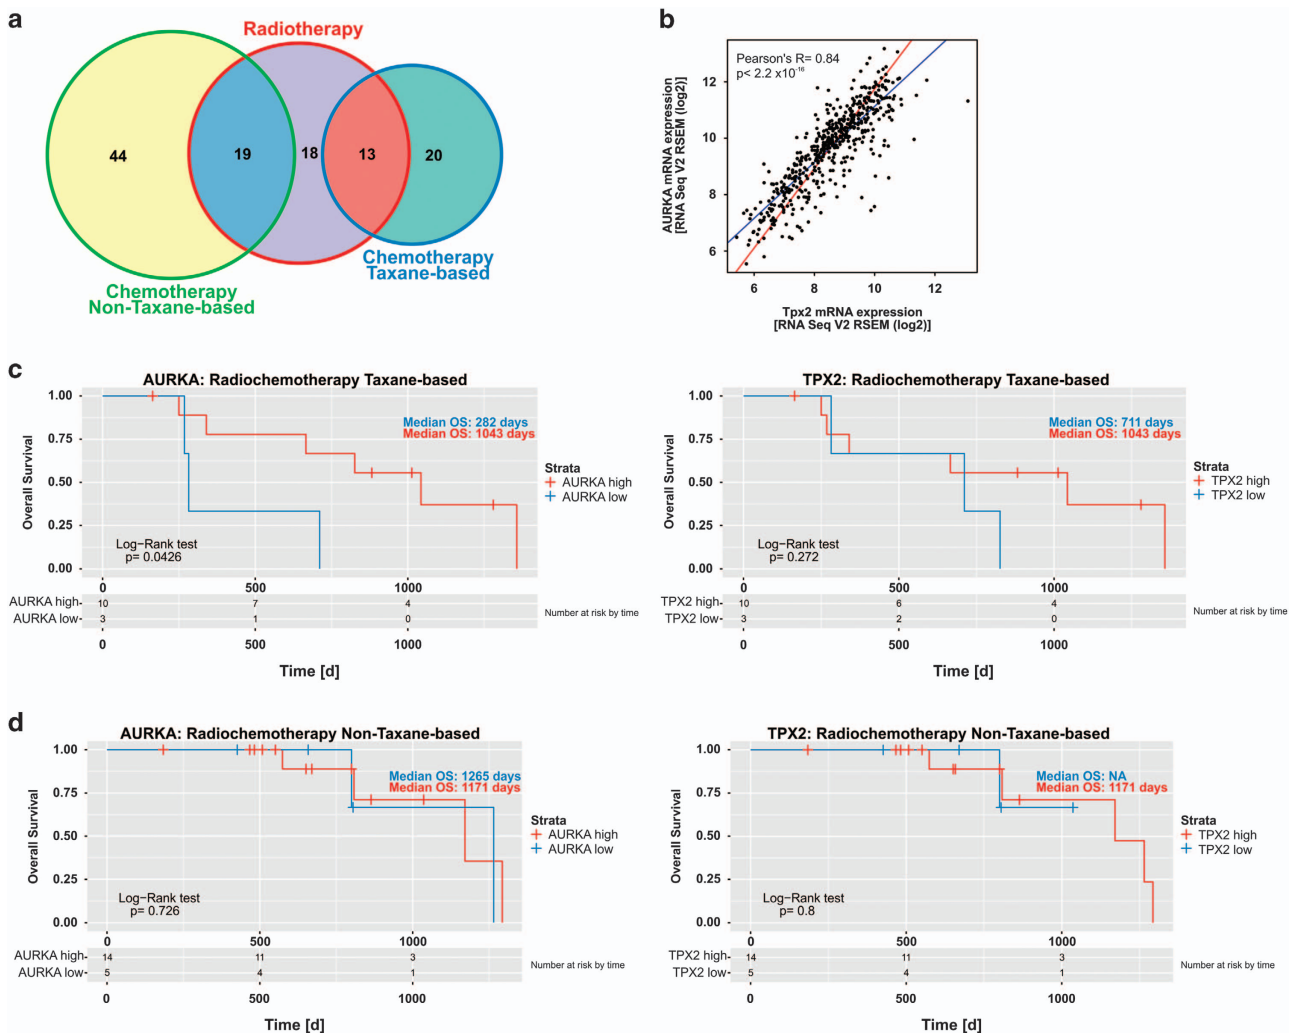 a
Radiotherapy
44
19
18
13
20
Chemotherapy
Taxane-based
Chemotherapy
Non-Taxane-based
b
Pearson's R= 0.84
p< 2.2 x10-16
AURKA mRNA expression
[RNA Seq V2 RSEM (log2)]
12
10
8
6
6 8 10 12
Tpx2 mRNA expression
[RNA Seq V2 RSEM (log2)]
c
AURKA: Radiochemotherapy Taxane-based
Overall Survival
1.00
0.75
0.50
0.25
0.00
Median OS: 282 days
Median OS: 1043 days
Log-Rank test
p= 0.0426
Strata
AURKA high
AURKA low
0 500 1000
AURKA high 10 7 4
AURKA low 3 1 0
Number at risk by time
0 500 1000
Time [d]
TPX2: Radiochemotherapy Taxane-based
Overall Survival
1.00
0.75
0.50
0.25
0.00
Median OS: 711 days
Median OS: 1043 days
Log-Rank test
p= 0.272
Strata
TPX2 high
TPX2 low
0 500 1000
TPX2 high 10 6 4
TPX2 low 3 2 0
Number at risk by time
0 500 1000
Time [d]
d
AURKA: Radiochemotherapy Non-Taxane-based
Overall Survival
1.00
0.75
0.50
0.25
0.00
Median OS: 1265 days
Median OS: 1171 days
Log-Rank test
p= 0.726
Strata
AURKA high
AURKA low
0 500 1000
AURKA high 14 11 3
AURKA low 5 4 1
Number at risk by time
0 500 1000
Time [d]
TPX2: Radiochemotherapy Non-Taxane-based
Overall Survival
1.00
0.75
0.50
0.25
0.00
Median OS: NA
Median OS: 1171 days
Log-Rank test
p= 0.8
Strata
TPX2 high
TPX2 low
0 500 1000
TPX2 high 14 11 3
TPX2 low 5 4 1
Number at risk by time
0 500 1000
Time [d]